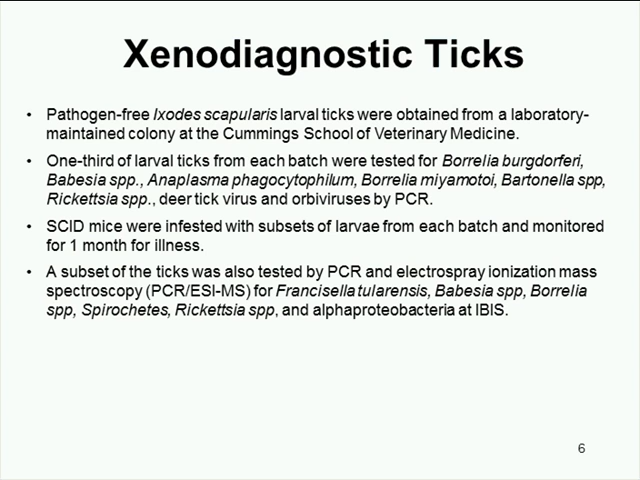 Xenodiagnostic Ticks
• Pathogen-free Ixodes scapularis larval ticks were obtained from a laboratory-
maintained colony at the Cummings School of Veterinary Medicine.
• One-third of larval ticks from each batch were tested for Borrelia burgdorferi,
Babesia spp., Anaplasma phagocytophilum, Borrelia miyamotoi, Bartonella spp,
Rickettsia spp., deer tick virus and orbiviruses by PCR.
• SCID mice were infested with subsets of larvae from each batch and monitored
for 1 month for illness.
• A subset of the ticks was also tested by PCR and electrospray ionization mass
spectroscopy (PCR/ESI-MS) for Francisella tularensis, Babesia spp, Borrelia
spp, Spirochetes, Rickettsia spp, and alphaproteobacteria at IBIS.
6